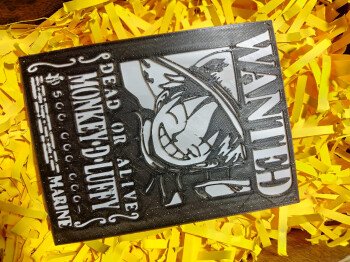 WANTED
DEAD OR ALIVE
MONKEY·D·LUFFY
MARINE